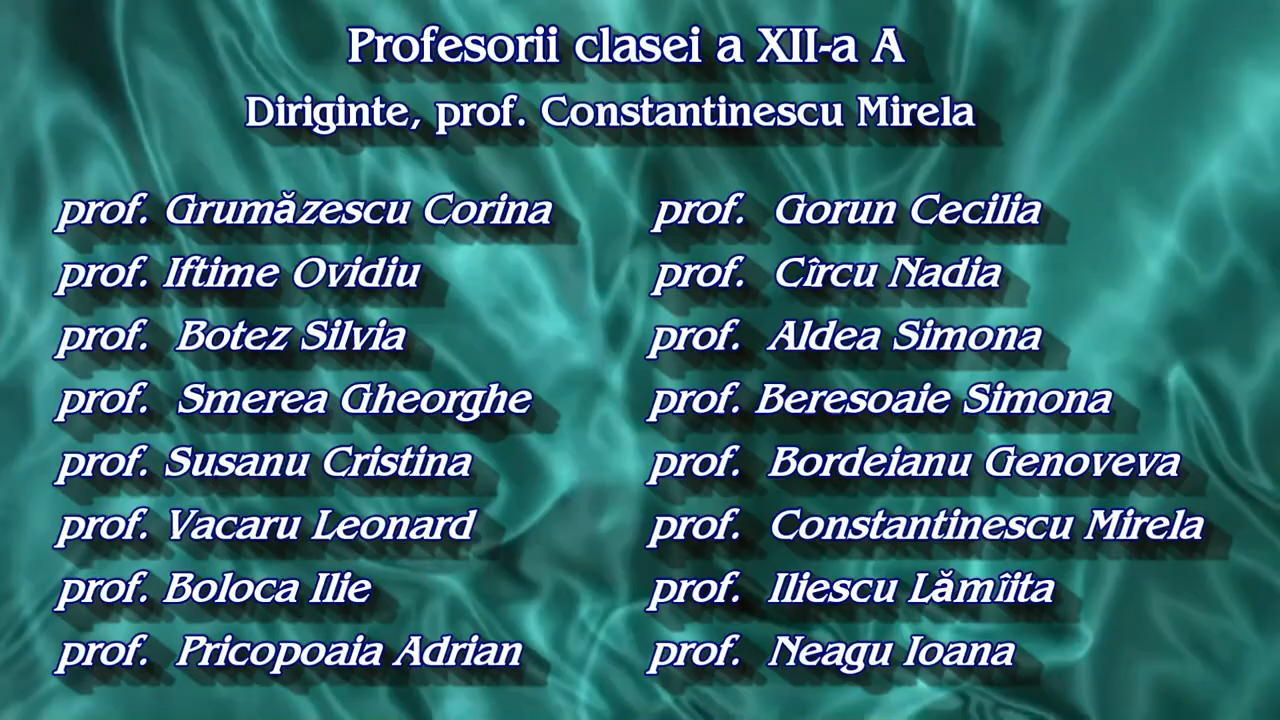 Profesorii clasei a XII-a A
Diriginte, prof. Constantinescu Mirela
prof. Grumăzescu Corina
prof. Iftime Ovidiu
prof. Botez Silvia
prof. Smerea Gheorghe
prof. Susanu Cristina
prof. Vacaru Leonard
prof. Boloca Ilie
prof. Pricopoaia Adrian
prof. Gorun Cecilia
prof. Cîrcu Nadia
prof. Aldea Simona
prof. Beresoaie Simona
prof. Bordeianu Genoveva
prof. Constantinescu Mirela
prof. Iliescu Lămîita
prof. Neagu Ioana